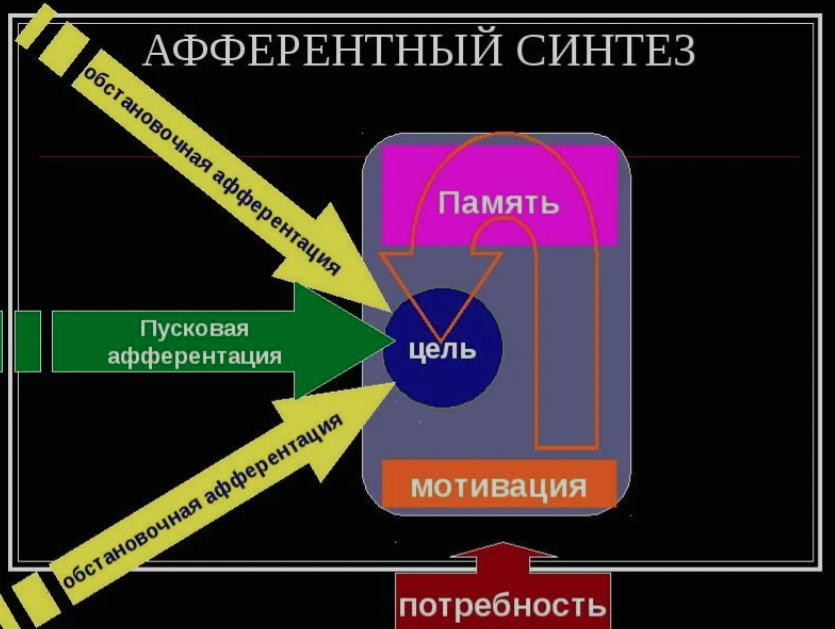 АФФЕРЕНТНЫЙ СИНТЕЗ
обстановочная афферентация
Память
Пусковая
афферентация
цель
обстановочная афферентация
мотивация
потребность